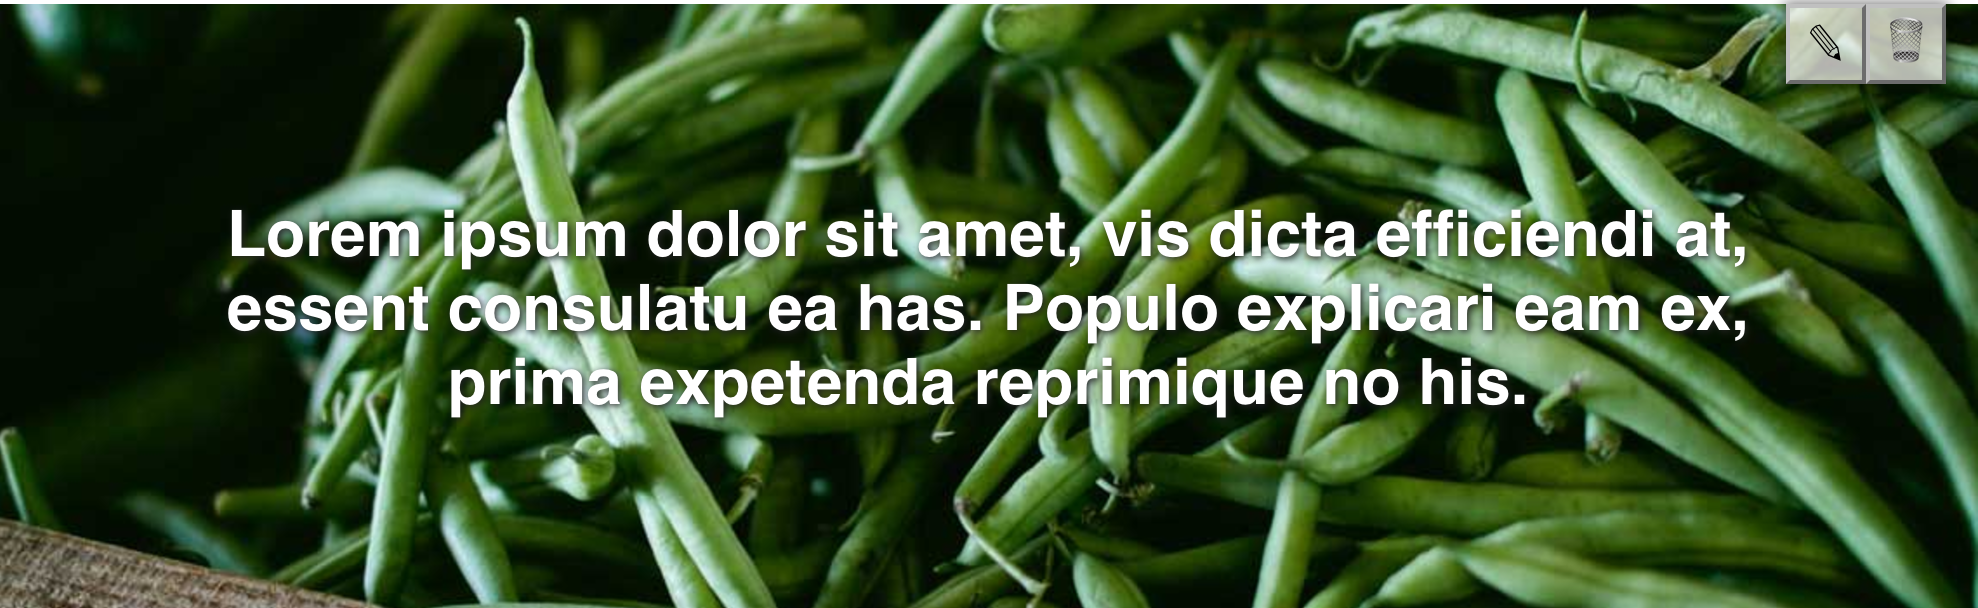 Lorem ipsum dolor sit amet, vis dicta efficiendi at,
essent consulatu ea has. Populo explicari eam ex,
prima expetenda reprimique no his.